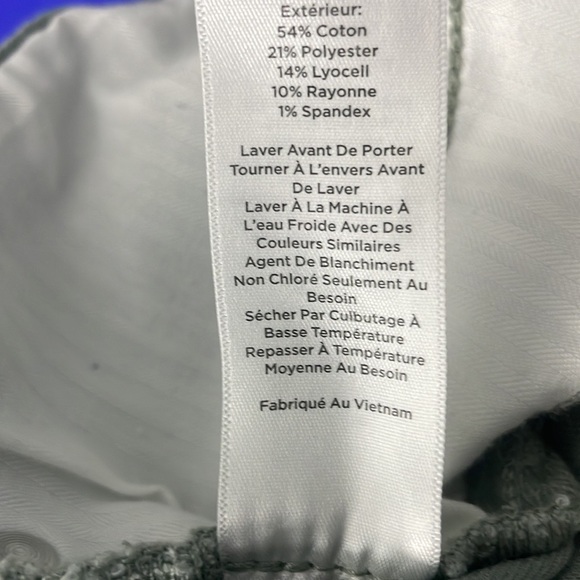 Extérieur:
54% Coton
21% Polyester
14% Lyocell
10% Rayonne
1% Spandex
Laver Avant De Porter
Tourner À L'envers Avant
De Laver
Laver À La Machine À
L'eau Froide Avec Des
Couleurs Similaires
Agent De Blanchiment
Non Chloré Seulement Au
Besoin
Sécher Par Culbutage À
Basse Température
Repasser À Température
Moyenne Au Besoin
Fabriqué Au Vietnam